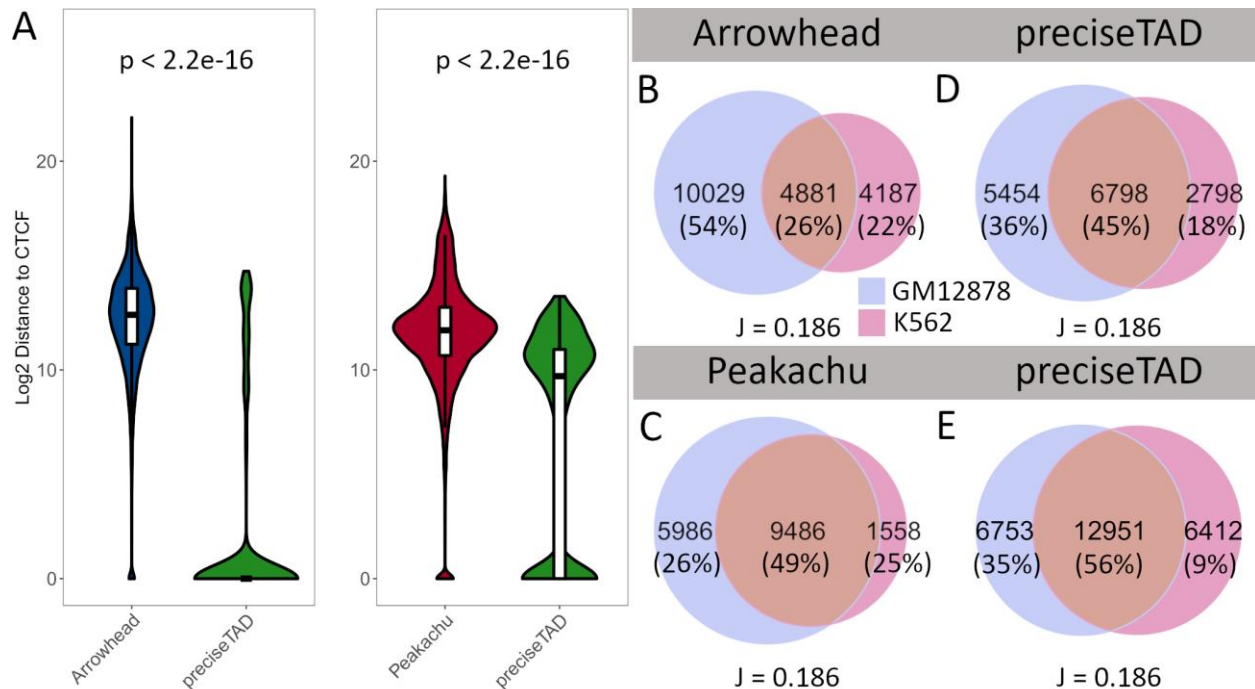 A
p < 2.2e-16
p < 2.2e-16
Log2 Distance to CTCF
20
10
0
Arrowhead
preciseTAD
20
10
0
Peakachu
preciseTAD
Arrowhead
preciseTAD
B
10029
(54%)
4881
(26%)
4187
(22%)
J = 0.186
D
5454
(36%)
6798
(45%)
2798
(18%)
J = 0.186
GM12878
K562
Peakachu
preciseTAD
C
5986
(26%)
9486
(49%)
1558
(25%)
J = 0.186
E
6753
(35%)
12951
(56%)
6412
(9%)
J = 0.186